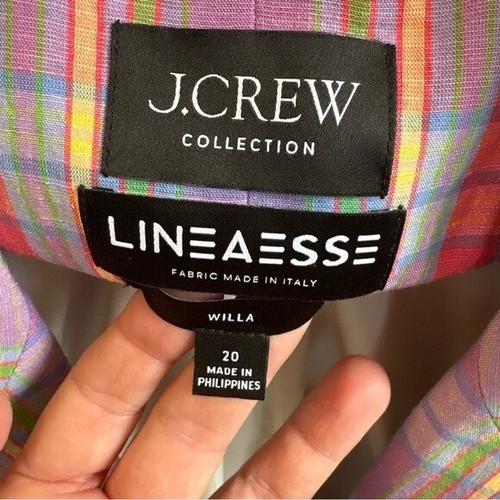 J.CREW
COLLECTION
LINEAESSE
FABRIC MADE IN ITALY
WILLA
20
MADE IN
PHILIPPINES